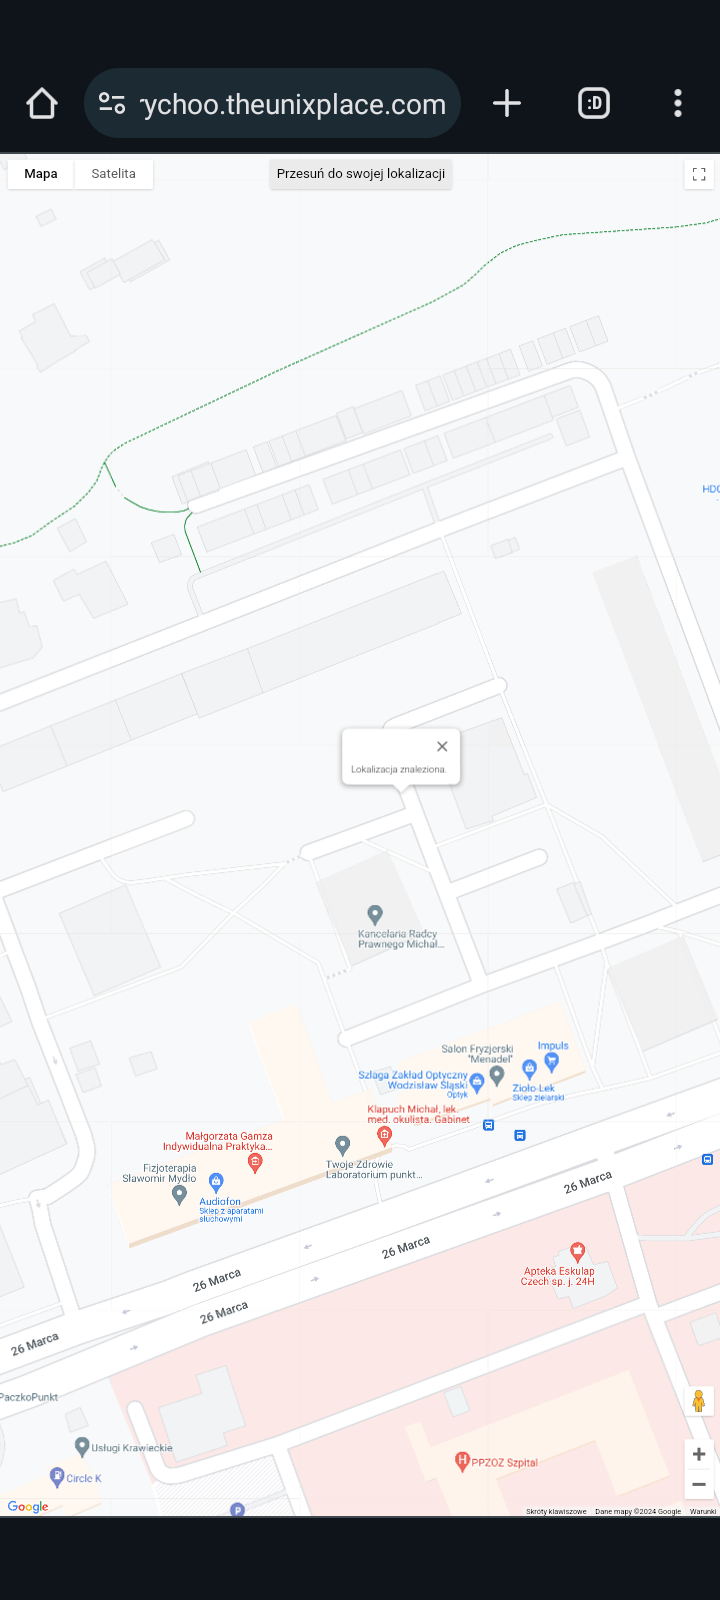 ychoo.theunixplace.com
:D
Mapa
Satelita
Przesuń do swojej lokalizacji
HDC
Lokalizacja znaleziona.
Kancelaria Radcy
Prawnego Michał...
Salon Fryzjerski
"Menadel"
Impuls
Szlaga Zakład Optyczny
Wodzisław Śląski
Optyk
Zioło-Lek
Sklep zielarski
Klapuch Michał, lek.
med. okulista. Gabinet
Małgorzata Gamza
Indywidualna Praktyka...
Twoje Zdrowie
Laboratorium punkt...
Fizjoterapia
Sławomir Mydło
Audiofon
Sklep z aparatami
słuchowymi
26 Marca
26 Marca
26 Marca
26 Marca
26 Marca
Apteka Eskulap
Czech sp. j. 24H
PaczkoPunkt
Usługi Krawieckie
Circle K
H
PPZOZ Szpital
P
Google
Skróty klawiszowe
Dane mapy ©2024 Google
Warunki